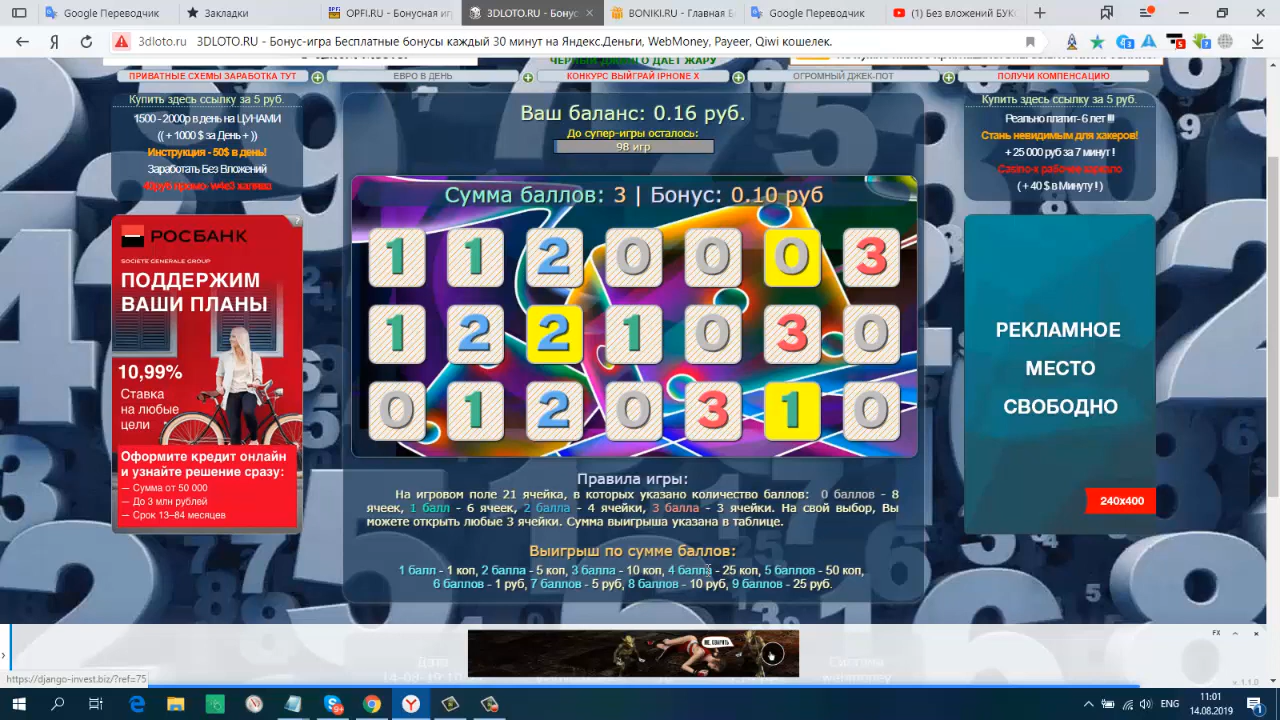 OPFI.RU - Бонусная иг
3DLOTO.RU - Бонус
BONIKI.RU - Балльная Б
Google Переводчик
(1) Без вложений БУК
3dloto.ru 3DLOTO.RU - Бонус-игра Бесплатные бонусы каждый 30 минут на Яндекс.Деньги, WebMoney, Payeer, Qiwi кошелек.
ЧЕРНЫЙ ДЖАНГО ДАЕТ ЖАРУ
ПРИВАТНЫЕ СХЕМЫ ЗАРАБОТКА ТУТ
ЕВРО В ДЕНЬ
КОНКУРС ВЫИГРАЙ IPHONE X
ОГРОМНЫЙ ДЖЕК-ПОТ
ПОЛУЧИ КОМПЕНСАЦИЮ
Купить здесь ссылку за 5 руб.
1500 - 2000р в день на ЦУНАМИ
(( + 1000 $ за День + ))
Инструкция - 50$ в день!
Заработать Без Вложений
Ваш баланс: 0.16 руб.
До супер-игры осталось:
98 игр
Купить здесь ссылку за 5 руб.
Реально платит- 6 лет !!!
Стань невидимым для хакеров!
+ 25 000 руб за 7 минут !
Casino-x рабочее зеркало
( + 40 $ в Минуту ! )
Сумма баллов: 3 | Бонус: 0.10 руб
1 1 2 0 0 0 3
1 2 2 1 0 3 0
0 1 2 0 3 1 0
РОСБАНК
SOCIETE GENERALE GROUP
ПОДДЕРЖИМ
ВАШИ ПЛАНЫ
10,99%
Ставка
на любые
цели
Оформите кредит онлайн
и узнайте решение сразу:
— Сумма от 50 000
— До 3 млн рублей
— Срок 13–84 месяцев
РЕКЛАМНОЕ
МЕСТО
СВОБОДНО
240x400
Правила игры:
На игровом поле 21 ячейка, в которых указано количество баллов: 0 баллов - 8
ячеек, 1 балл - 6 ячеек, 2 балла - 4 ячейки, 3 балла - 3 ячейки. На свой выбор, Вы
можете открыть любые 3 ячейки. Сумма выигрыша указана в таблице.
Выигрыш по сумме баллов:
1 балл - 1 коп, 2 балла - 5 коп, 3 балла - 10 коп, 4 балла - 25 коп, 5 баллов - 50 коп,
6 баллов - 1 руб, 7 баллов - 5 руб, 8 баллов - 10 руб, 9 баллов - 25 руб.
FX
Дата
Система
https://django-invest.biz/?ref=75
v. 1.1.0
ENG
11:01
14.08.2019